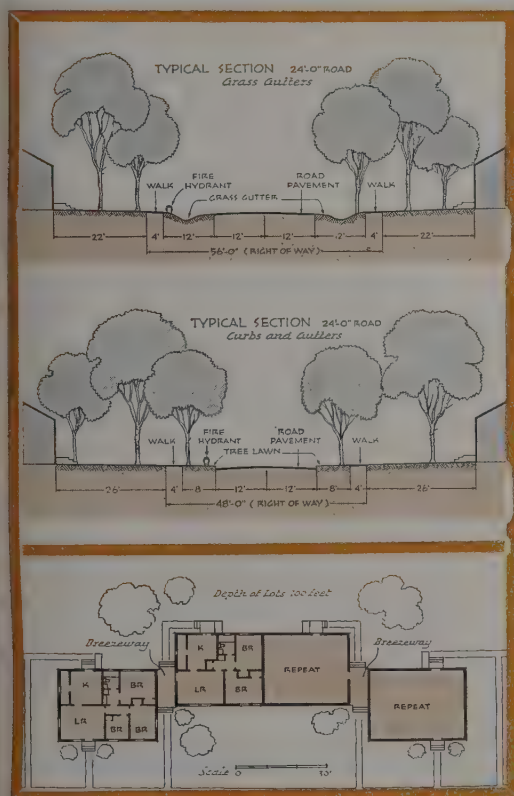 TYPICAL SECTION 24'-0" ROAD
Grass Gutters
WALK FIRE HYDRANT ROAD PAVEMENT WALK
GRASS GUTTER
22' 4' 12' 12' 12' 12' 4' 22'
56'-0" (RIGHT OF WAY)
TYPICAL SECTION 24'-0" ROAD
Curbs and Gutters
WALK FIRE HYDRANT ROAD PAVEMENT WALK
TREE LAWN
26' 4' 8' 12' 12' 8' 4' 26'
48'-0" (RIGHT OF WAY)
Depth of Lots 100 feet
Breezeway Breezeway
K BR REPEAT
K BR LR BR REPEAT
LR BR BR
Scale 0